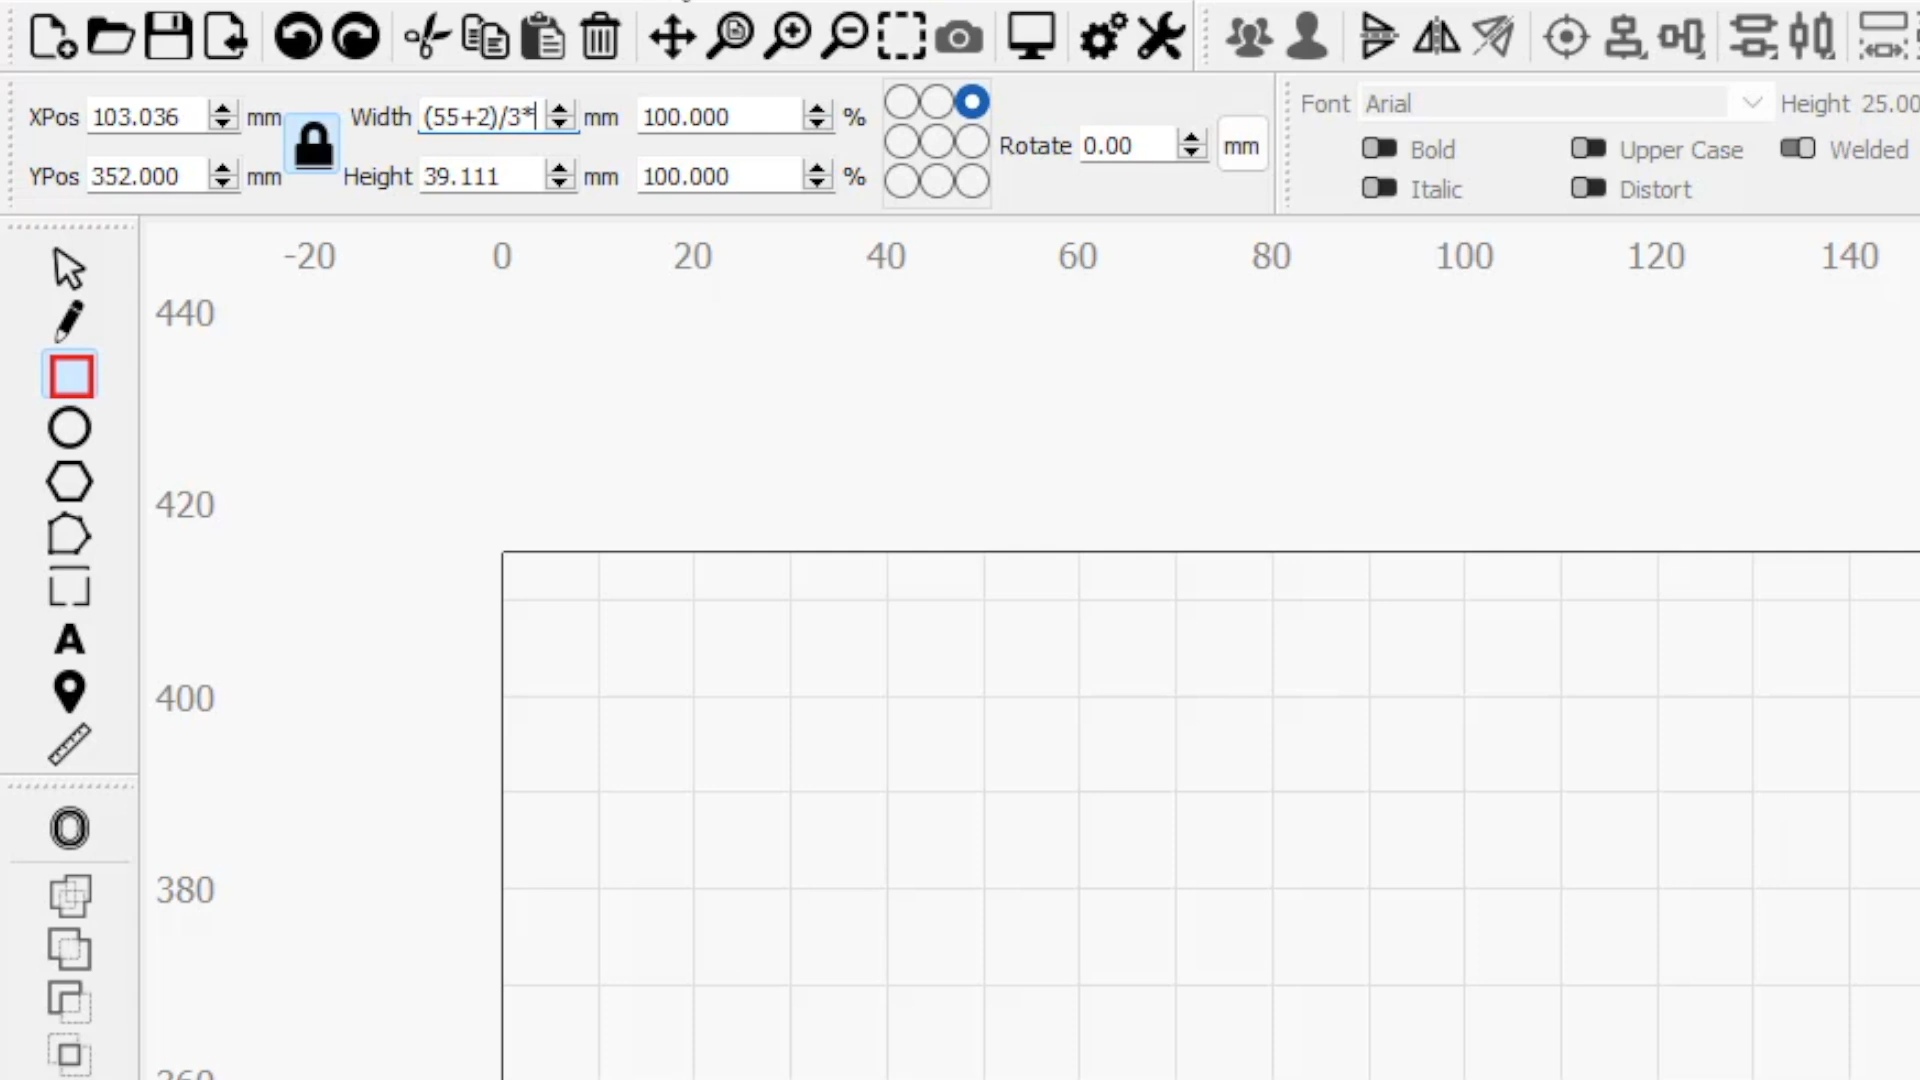 XPos 103.036 mm Width (55+2)/3* mm 100.000 %
YPos 352.000 mm Height 39.111 mm 100.000 %
Rotate 0.00 mm
Font Arial Height 25.00
Bold Upper Case Welded
Italic Distort
-20 0 20 40 60 80 100 120 140
440
420
400
380
360